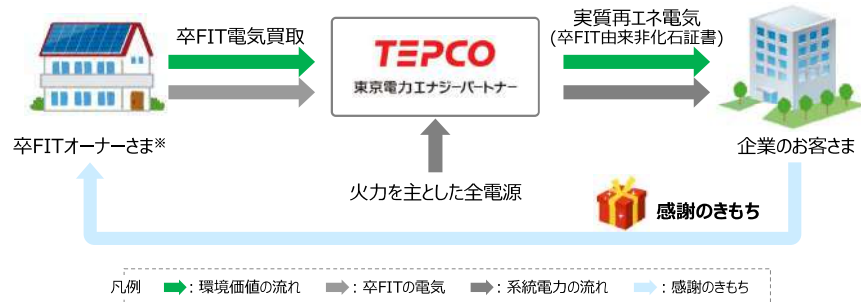 卒FIT電気買取
実質再エネ電気
(卒FIT由来非化石証書)
TEPCO
東京電力エナジーパートナー
卒FITオーナーさま※
企業のお客さま
火力を主とした全電源
感謝のきもち
凡例 : 環境価値の流れ : 卒FITの電気 : 系統電力の流れ : 感謝のきもち